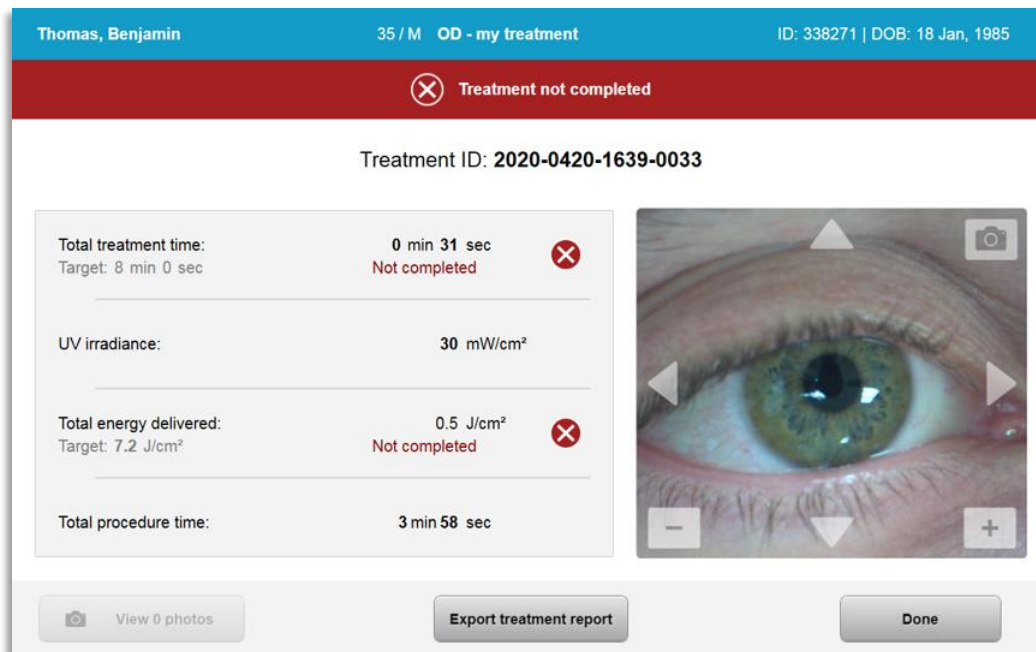 Thomas, Benjamin 35 / M OD - my treatment ID: 338271 | DOB: 18 Jan, 1985
Treatment not completed
Treatment ID: 2020-0420-1639-0033
Total treatment time: 0 min 31 sec
Target: 8 min 0 sec Not completed
UV irradiance: 30 mW/cm²
Total energy delivered: 0.5 J/cm²
Target: 7.2 J/cm² Not completed
Total procedure time: 3 min 58 sec
View 0 photos Export treatment report Done